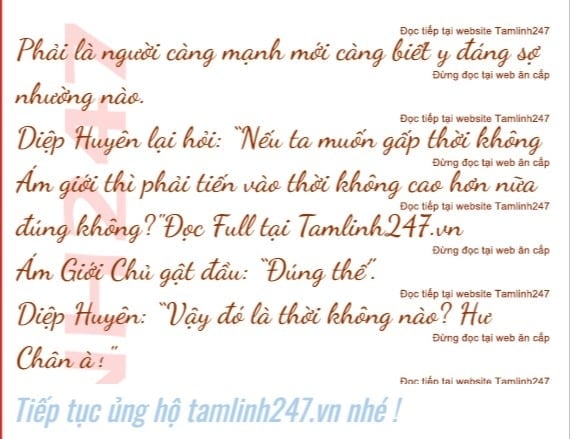 Đọc tiếp tại website Tamlinh247
Phải là người càng mạnh mới càng biết y đáng sợ
Đừng đọc tại web ăn cắp
nhường nào.
Đọc tiếp tại website Tamlinh247
Diệp Huyên lại hỏi: “Nếu ta muốn gấp thời không
Đừng đọc tại web ăn cắp
Ám giới thì phải tiến vào thời không cao hơn nữa
Đọc tiếp tại website Tamlinh247
đúng không?”Đọc Full tại Tamlinh247.vn
Đừng đọc tại web ăn cắp
Ám Giới Chủ gật đầu: “Đúng thế”.
Đọc tiếp tại website Tamlinh247
Diệp Huyên: “Vậy đó là thời không nào? Hư
Đừng đọc tại web ăn cắp
Chân à!”
Đọc tiếp tại website Tamlinh247
Tiếp tục ủng hộ tamlinh247.vn nhé !
NH247